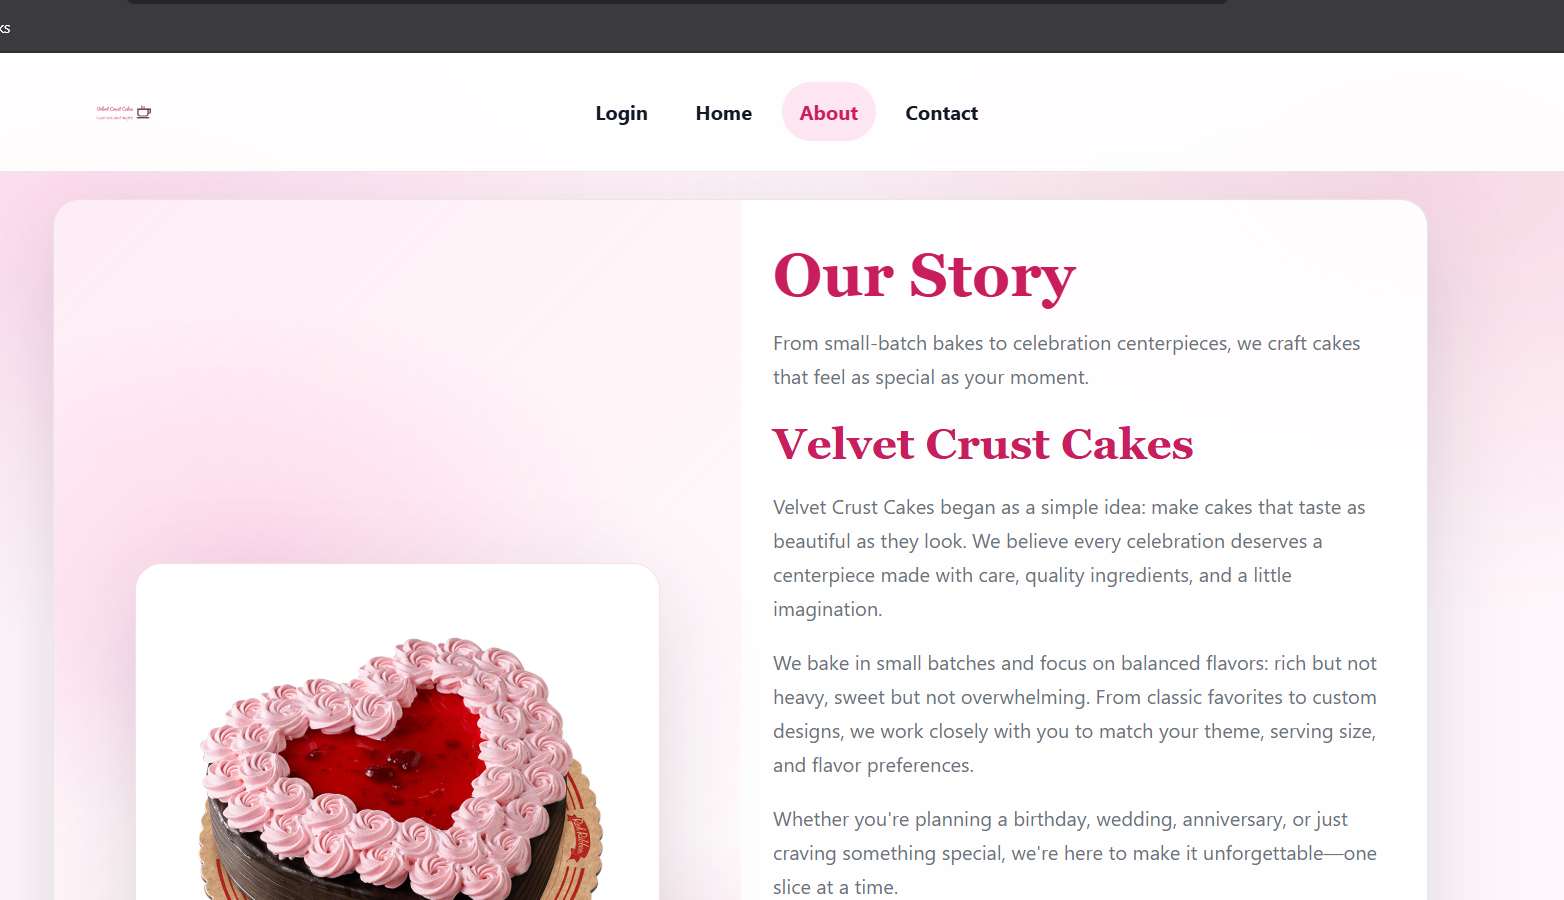 ks
Velvet Crust Cakes
Login
Home
About
Contact
Our Story
From small-batch bakes to celebration centerpieces, we craft cakes
that feel as special as your moment.
Velvet Crust Cakes
Velvet Crust Cakes began as a simple idea: make cakes that taste as
beautiful as they look. We believe every celebration deserves a
centerpiece made with care, quality ingredients, and a little
imagination.
We bake in small batches and focus on balanced flavors: rich but not
heavy, sweet but not overwhelming. From classic favorites to custom
designs, we work closely with you to match your theme, serving size,
and flavor preferences.
Whether you're planning a birthday, wedding, anniversary, or just
craving something special, we're here to make it unforgettable—one
slice at a time.
Red Ribbon